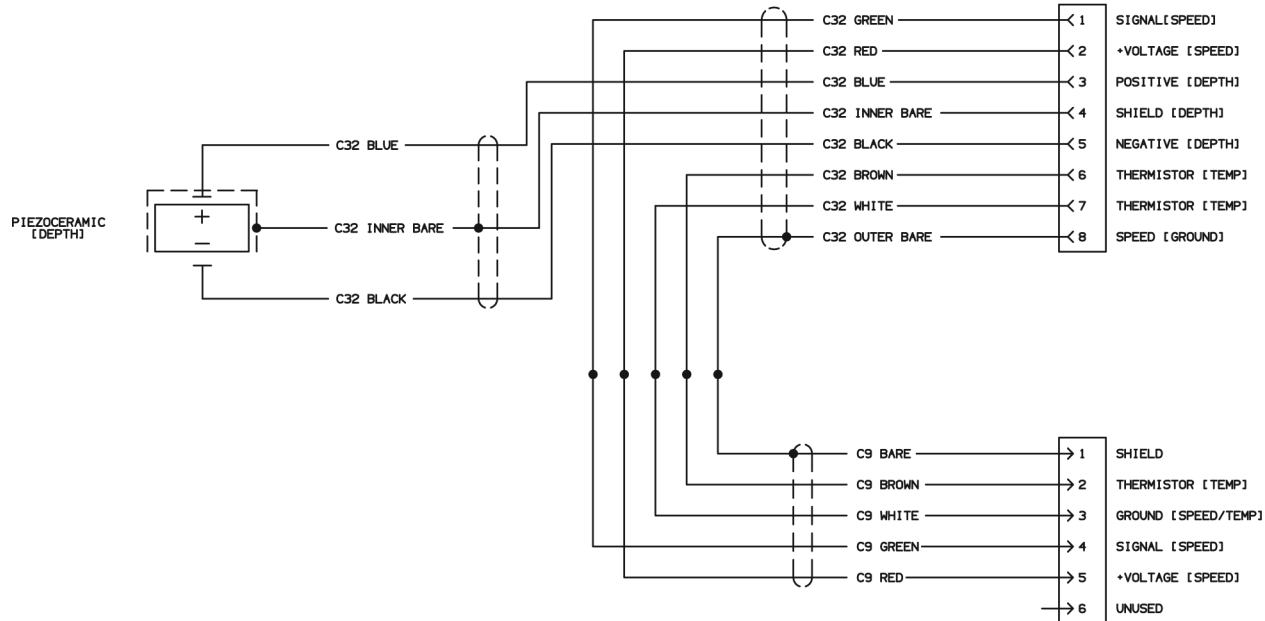 C32 GREEN 1 SIGNAL[SPEED]
C32 RED 2 +VOLTAGE [SPEED]
C32 BLUE 3 POSITIVE [DEPTH]
C32 INNER BARE 4 SHIELD [DEPTH]
C32 BLACK 5 NEGATIVE [DEPTH]
C32 BROWN 6 THERMISTOR [TEMP]
C32 WHITE 7 THERMISTOR [TEMP]
C32 OUTER BARE 8 SPEED [GROUND]
C32 BLUE
PIEZOCERAMIC
[DEPTH]
+
−
C32 INNER BARE
C32 BLACK
C9 BARE 1 SHIELD
C9 BROWN 2 THERMISTOR [TEMP]
C9 WHITE 3 GROUND [SPEED/TEMP]
C9 GREEN 4 SIGNAL [SPEED]
C9 RED 5 +VOLTAGE [SPEED]
6 UNUSED